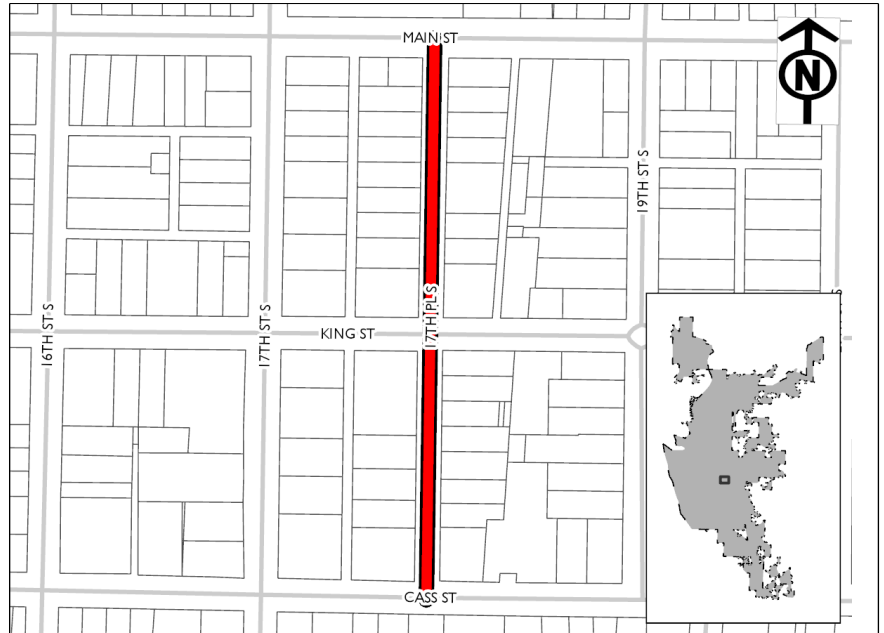 MAIN ST
N
19TH ST S
16TH ST S
17TH ST S
17TH PL S
S
KING ST
CASS ST